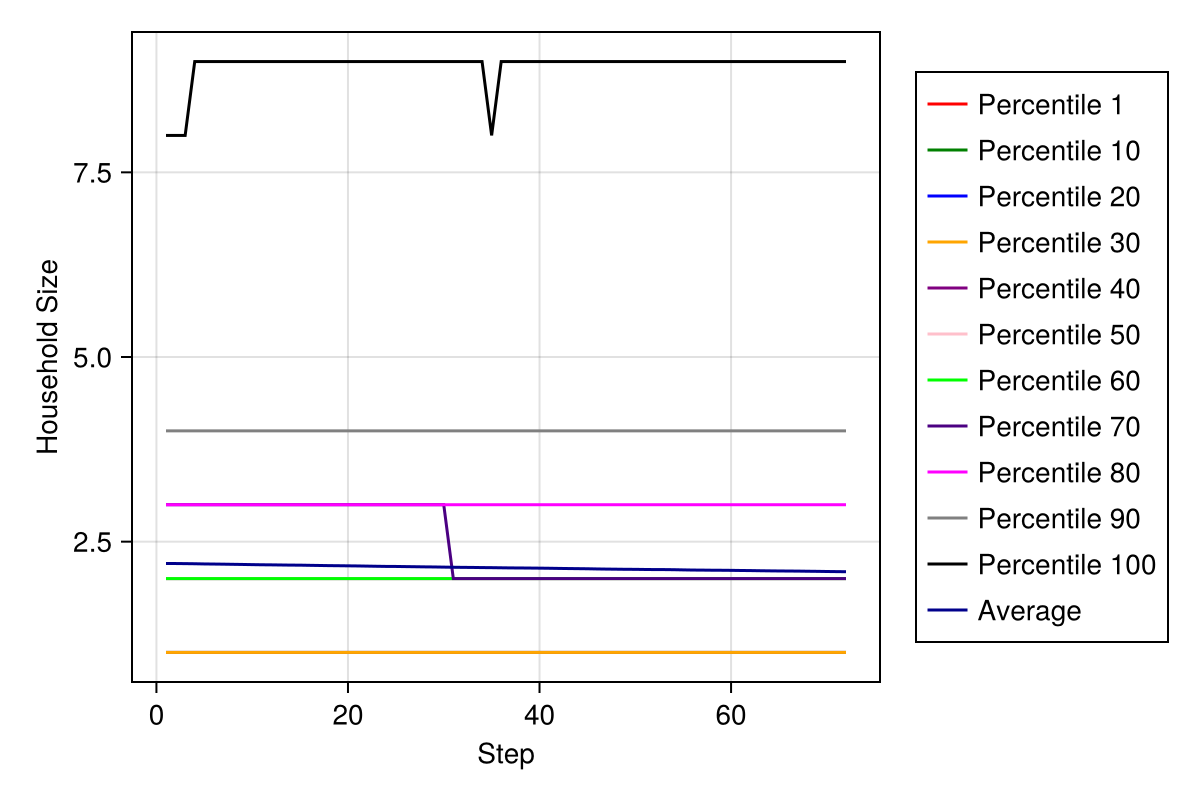 7.5
5.0
2.5
Household Size
0 20 40 60
Step
Percentile 1
Percentile 10
Percentile 20
Percentile 30
Percentile 40
Percentile 50
Percentile 60
Percentile 70
Percentile 80
Percentile 90
Percentile 100
Average